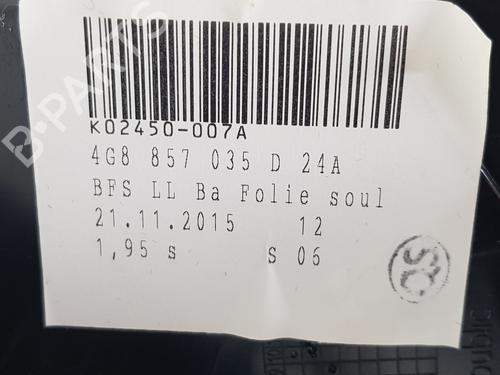 B-PARTS
K02450-007A
4G8 857 035 D 24A
BFS LL Ba Folie soul
21.11.2015 12
1,95 s S 06
SC